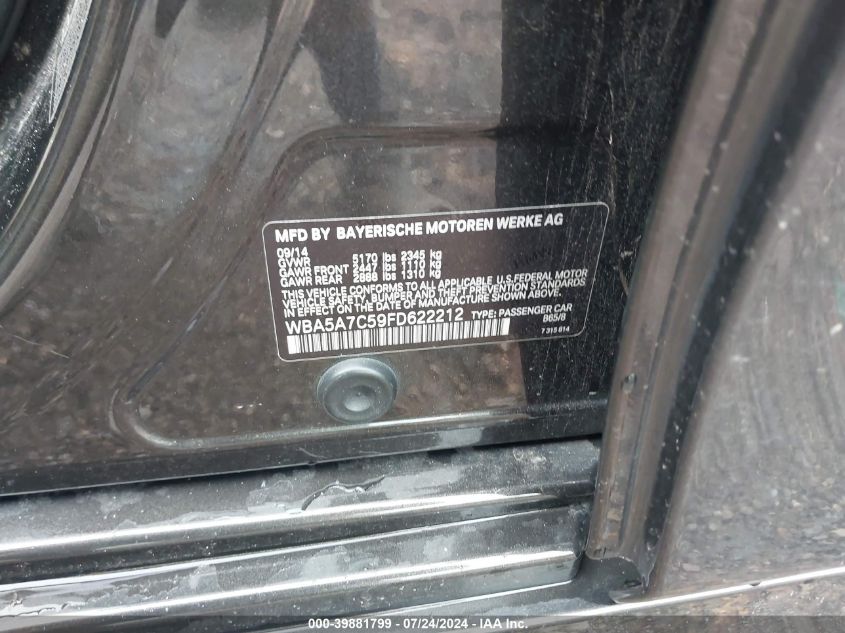 MFD BY BAYERISCHE MOTOREN WERKE AG
09/14
GVWR 5170 lbs 2345 kg
GAWR FRONT 2447 lbs 1110 kg
GAWR REAR 2888 lbs 1310 kg
THIS VEHICLE CONFORMS TO ALL APPLICABLE U.S.FEDERAL MOTOR
VEHICLE SAFETY, BUMPER, AND THEFT PREVENTION STANDARDS
IN EFFECT ON THE DATE OF MANUFACTURE SHOWN ABOVE.
WBA5A7C59FD622212 TYPE: PASSENGER CAR
B65/8
7 315 814
000-39881799 - 07/24/2024 - IAAI.com